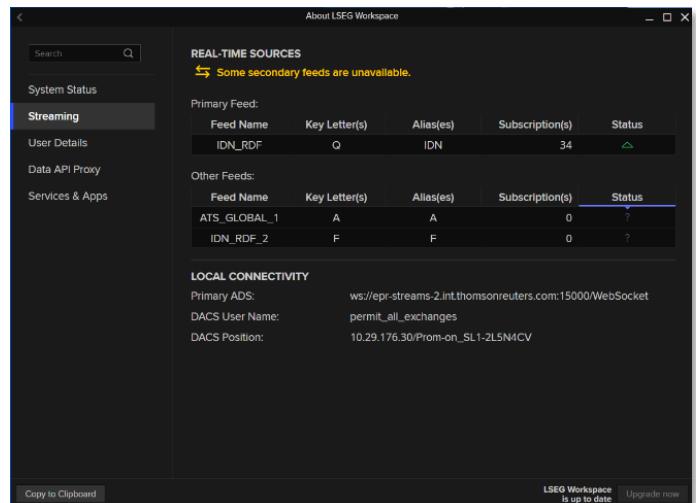 About LSEG Workspace
Search
System Status
Streaming
User Details
Data API Proxy
Services & Apps
REAL-TIME SOURCES
Some secondary feeds are unavailable.
Primary Feed:
Feed Name Key Letter(s) Alias(es) Subscription(s) Status
IDN_RDF Q IDN 34
Other Feeds:
Feed Name Key Letter(s) Alias(es) Subscription(s) Status
ATS_GLOBAL_1 A A 0 ?
IDN_RDF_2 F F 0 ?
LOCAL CONNECTIVITY
Primary ADS: ws://epr-streams-2.int.thomsonreuters.com:15000/WebSocket
DACS User Name: permit_all_exchanges
DACS Position: 10.29.176.30/Prom-on_SL1-2L5N4CV
Copy to Clipboard
LSEG Workspace
is up to date
Upgrade now